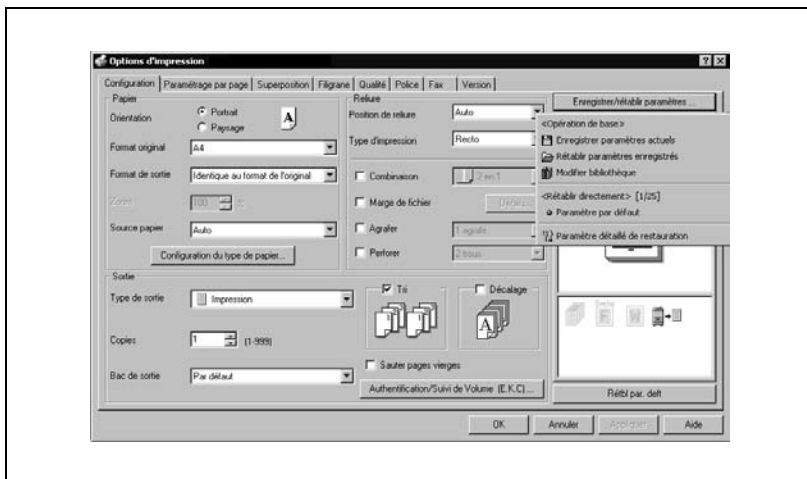 Options d'impression
Configuration Paramétrage par page Superposition Filigrane Qualité Police Fax Version
Papier
Orientation
Portrait
Paysage
A
Format original
A4
Format de sortie
Identique au format de l'original
Zoom
100 %
Source papier
Auto
Configuration du type de papier...
Reliure
Position de reliure
Auto
Type d'impression
Recto
Combinaison
2 en 1
Marge de fichier
Agrafer
1 agrafe
Perforer
2 trous
Enregistrer/rétablir paramètres ...
<Opération de base>
Enregistrer paramètres actuels
Rétablir paramètres enregistrés
Modifier bibliothèque
<Rétablir directement> [1/25]
Paramètre par défaut
Paramètre détaillé de restauration
Sortie
Type de sortie
Impression
Copies
1 (1-999)
Bac de sortie
Par défaut
Tri
Décalage
A
Sauter pages vierges
Authentification/Suivi de Volume (E.K.C) ...
F W
Rétbl par. deft
OK Annuler Appliquer Aide